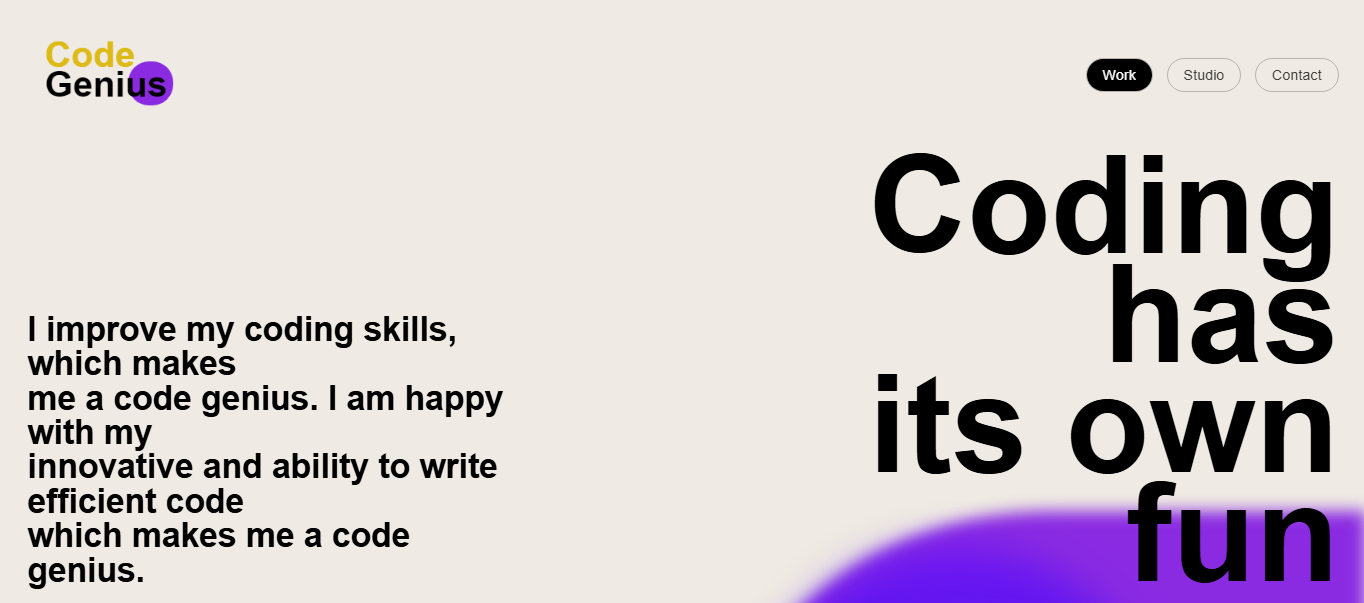 Code
Genius
Work
Studio
Contact
Coding
has
its own
fun
I improve my coding skills,
which makes
me a code genius. I am happy
with my
innovative and ability to write
efficient code
which makes me a code
genius.